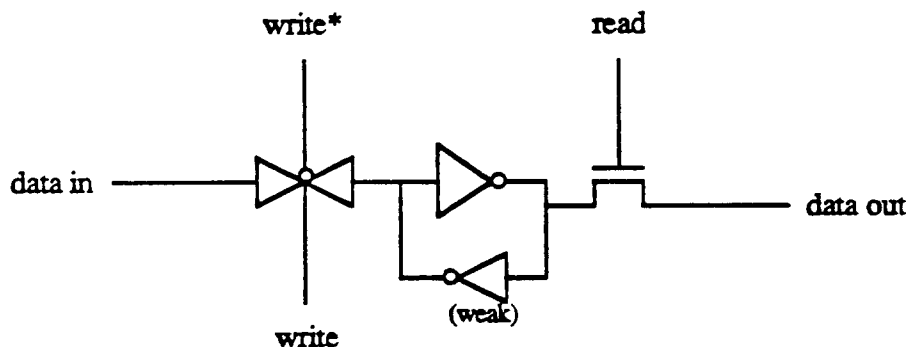 write*
read
data in
data out
(weak)
write